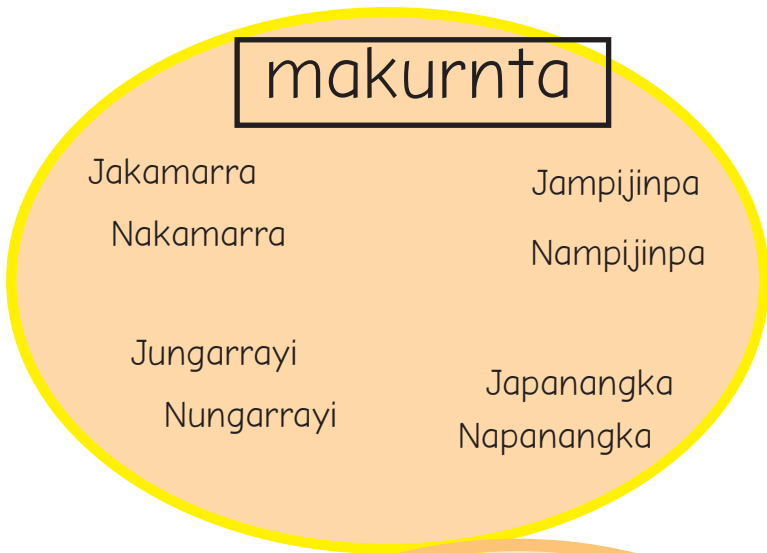 makurnta
Jakamarra
Nakamarra
Jampijinpa
Nampijinpa
Jungarrayi
Nungarrayi
Japanangka
Napanangka